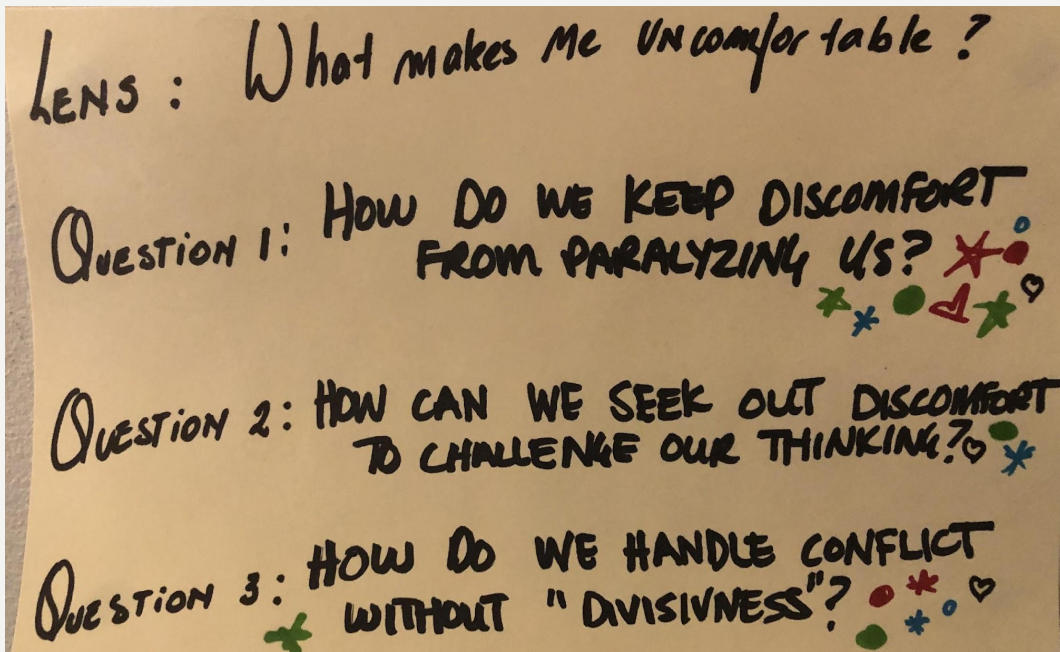 LENS: What makes Me UNcomfortable?
QUESTION 1: HOW DO WE KEEP DISCOMFORT
FROM PARALYZING US?
QUESTION 2: HOW CAN WE SEEK OUT DISCOMFORT
TO CHALLENGE OUR THINKING?
QUESTION 3: HOW DO WE HANDLE CONFLICT
WITHOUT "DIVISIVNESS"?